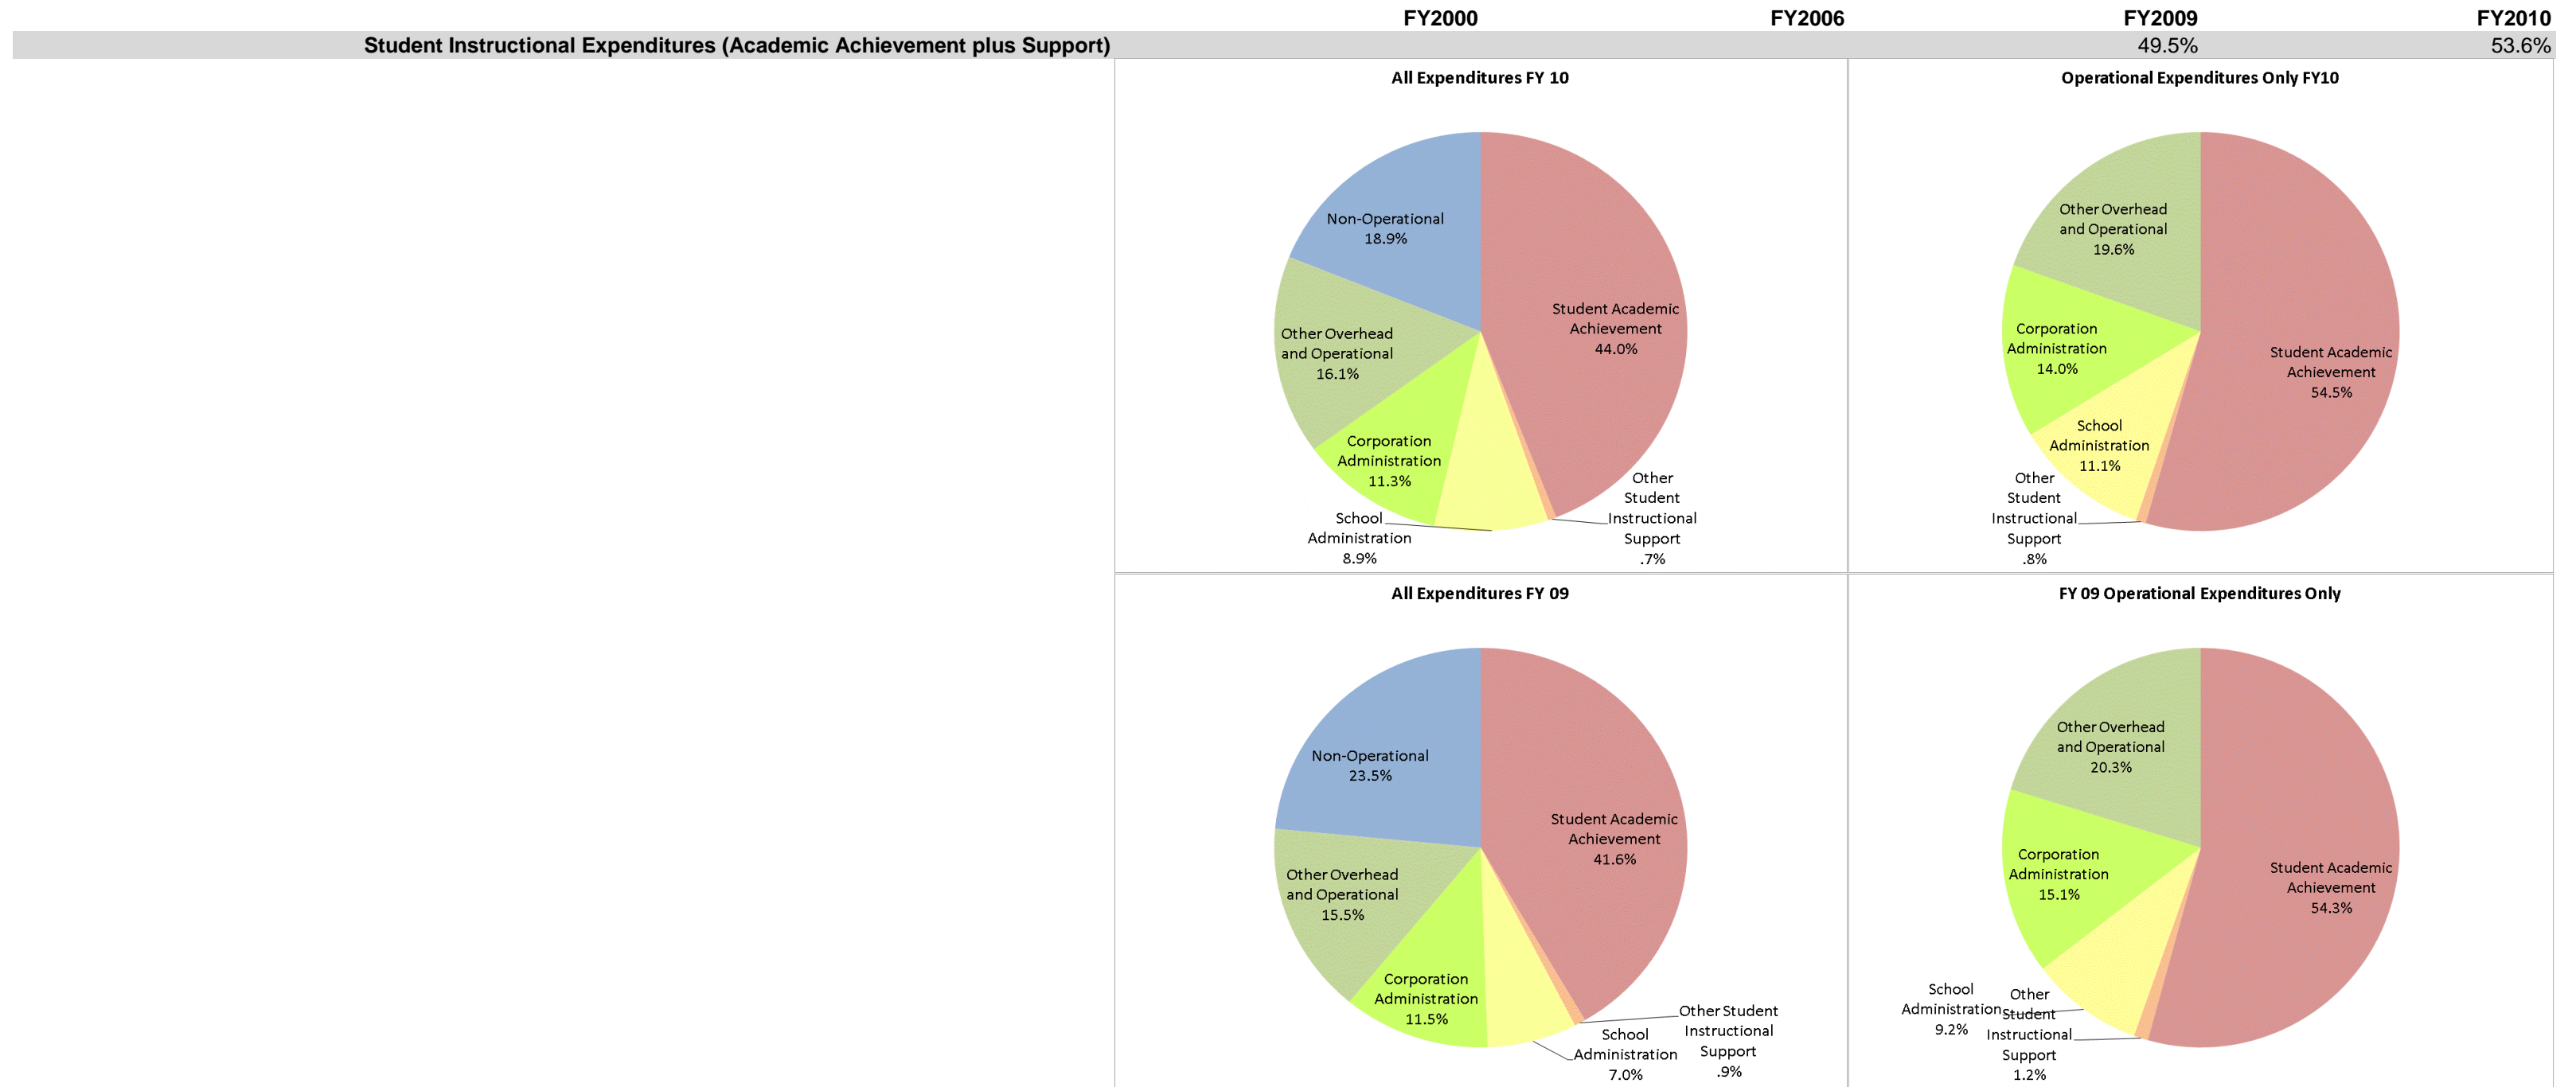 FY2000 FY2006 FY2009 FY2010
Student Instructional Expenditures (Academic Achievement plus Support) 49.5% 53.6%
All Expenditures FY 10
Non-Operational
18.9%
Student Academic
Achievement
44.0%
Other Overhead
and Operational
16.1%
Corporation
Administration
11.3%
School
Administration
8.9%
Other
Student
Instructional
Support
.7%
Operational Expenditures Only FY10
Other Overhead
and Operational
19.6%
Corporation
Administration
14.0%
Student Academic
Achievement
54.5%
School
Administration
11.1%
Other
Student
Instructional
Support
.8%
All Expenditures FY 09
Non-Operational
23.5%
Student Academic
Achievement
41.6%
Other Overhead
and Operational
15.5%
Corporation
Administration
11.5%
School
Administration
7.0%
Other Student
Instructional
Support
.9%
FY 09 Operational Expenditures Only
Other Overhead
and Operational
20.3%
Corporation
Administration
15.1%
Student Academic
Achievement
54.3%
School
Administration
9.2%
Other
Student
Instructional
Support
1.2%